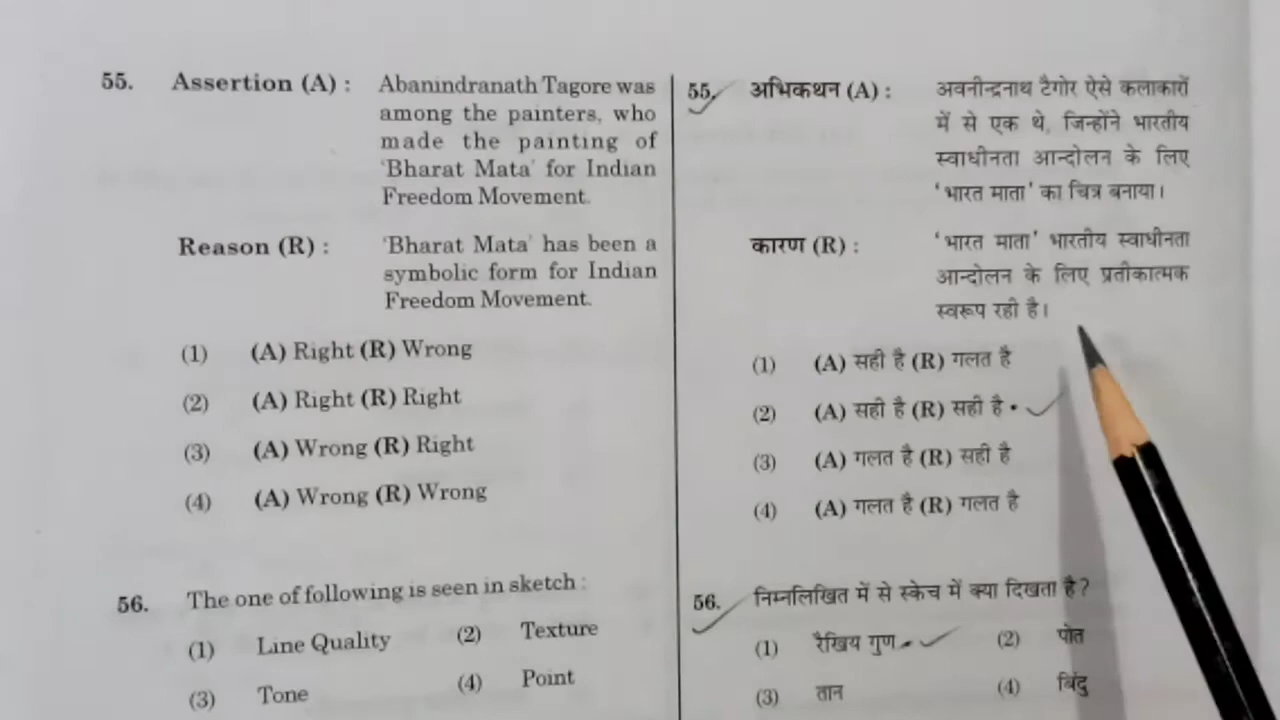 55. Assertion (A) : Abanindranath Tagore was
among the painters, who
made the painting of
'Bharat Mata' for Indian
Freedom Movement.
Reason (R) : 'Bharat Mata' has been a
symbolic form for Indian
Freedom Movement.
(1) (A) Right (R) Wrong
(2) (A) Right (R) Right
(3) (A) Wrong (R) Right
(4) (A) Wrong (R) Wrong
56. The one of following is seen in sketch :
(1) Line Quality (2) Texture
(3) Tone (4) Point
55. अभिकथन (A) : अवनीन्द्रनाथ टैगोर ऐसे कलाकारों
में से एक थे, जिन्होंने भारतीय
स्वाधीनता आन्दोलन के लिए
'भारत माता' का चित्र बनाया।
कारण (R) : 'भारत माता' भारतीय स्वाधीनता
आन्दोलन के लिए प्रतीकात्मक
स्वरूप रही है।
(1) (A) सही है (R) गलत है
(2) (A) सही है (R) सही है
(3) (A) गलत है (R) सही है
(4) (A) गलत है (R) गलत है
56. निम्नलिखित में से स्केच में क्या दिखता है?
(1) रैखिय गुण (2) पोत
(3) तान (4) बिंदु